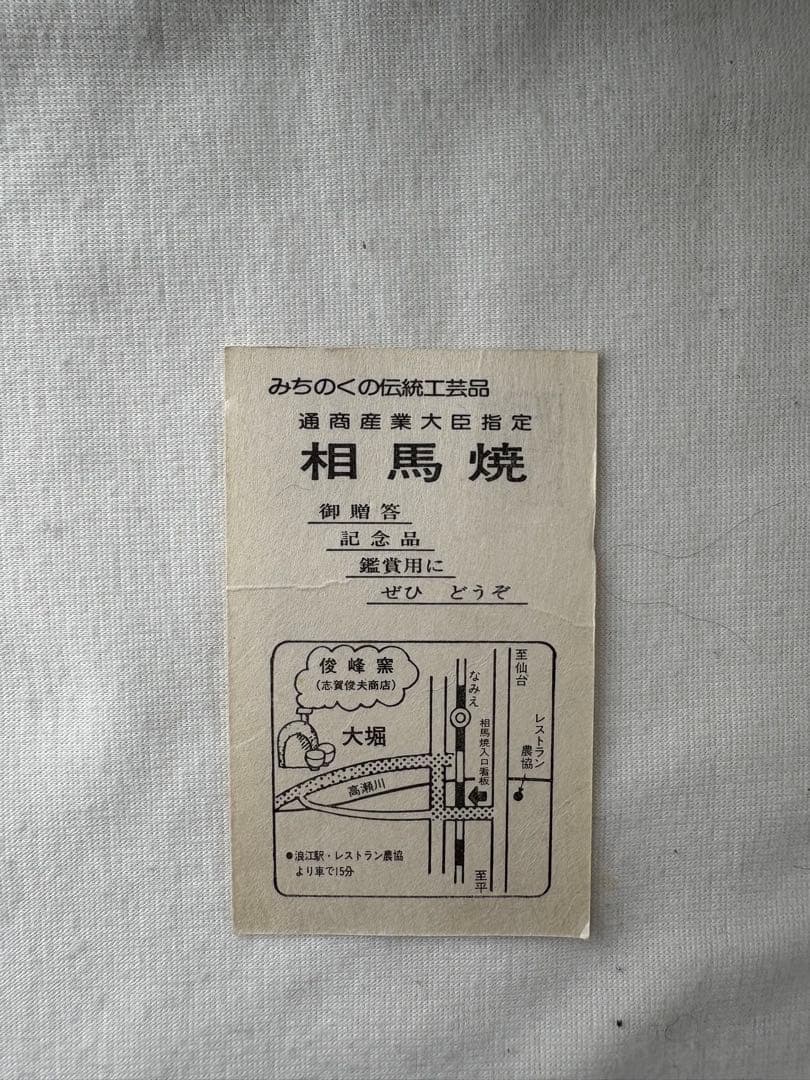 みちのくの伝統工芸品
通商産業大臣指定
相馬焼
御贈答
記念品
鑑賞用に
ぜひ どうぞ
俊峰窯
(志賀俊夫商店)
大堀
高瀬川
なみえ
相馬焼入口看板
至仙台
レストラン
農協
至平
●浪江駅・レストラン農協
より車で15分